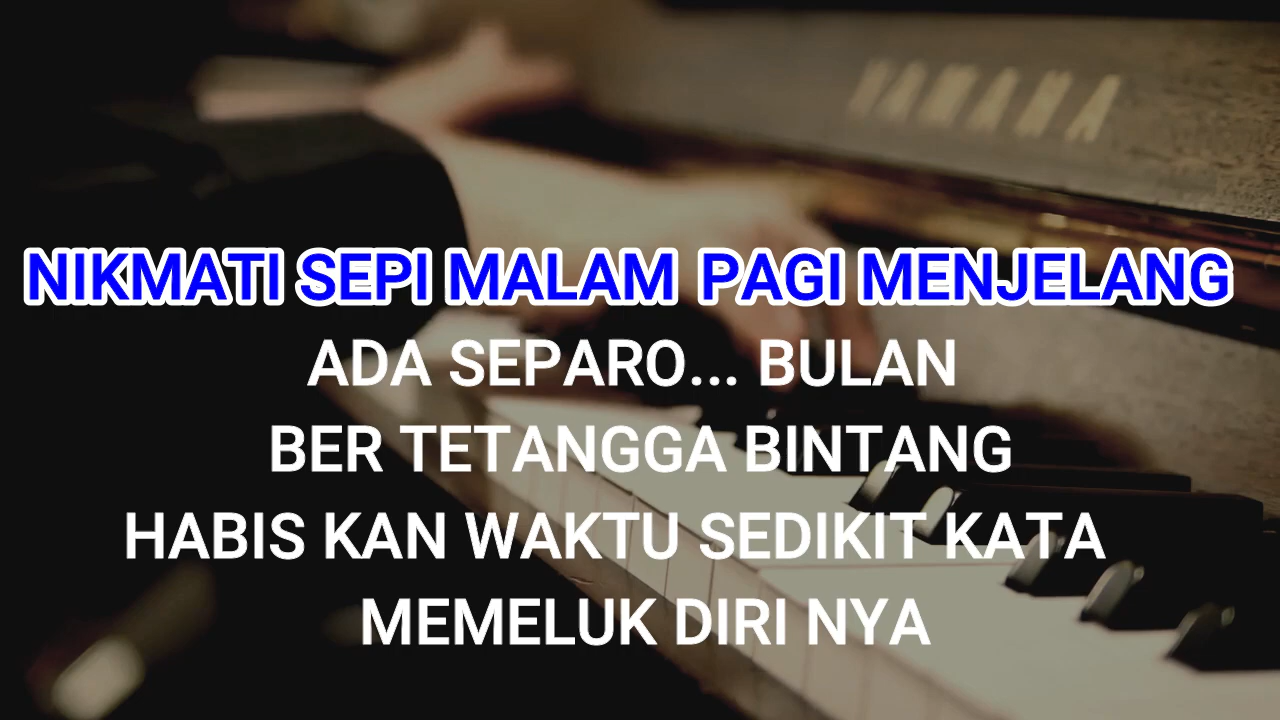 YAMAHA
NIKMATI SEPI MALAM PAGI MENJELANG
ADA SEPARO... BULAN
BER TETANGGA BINTANG
HABIS KAN WAKTU SEDIKIT KATA
MEMELUK DIRI NYA